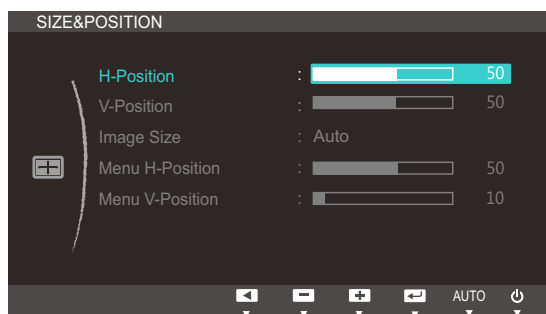 SIZE&POSITION
H-Position : 50
V-Position : 50
Image Size : Auto
Menu H-Position : 50
Menu V-Position : 10
AUTO